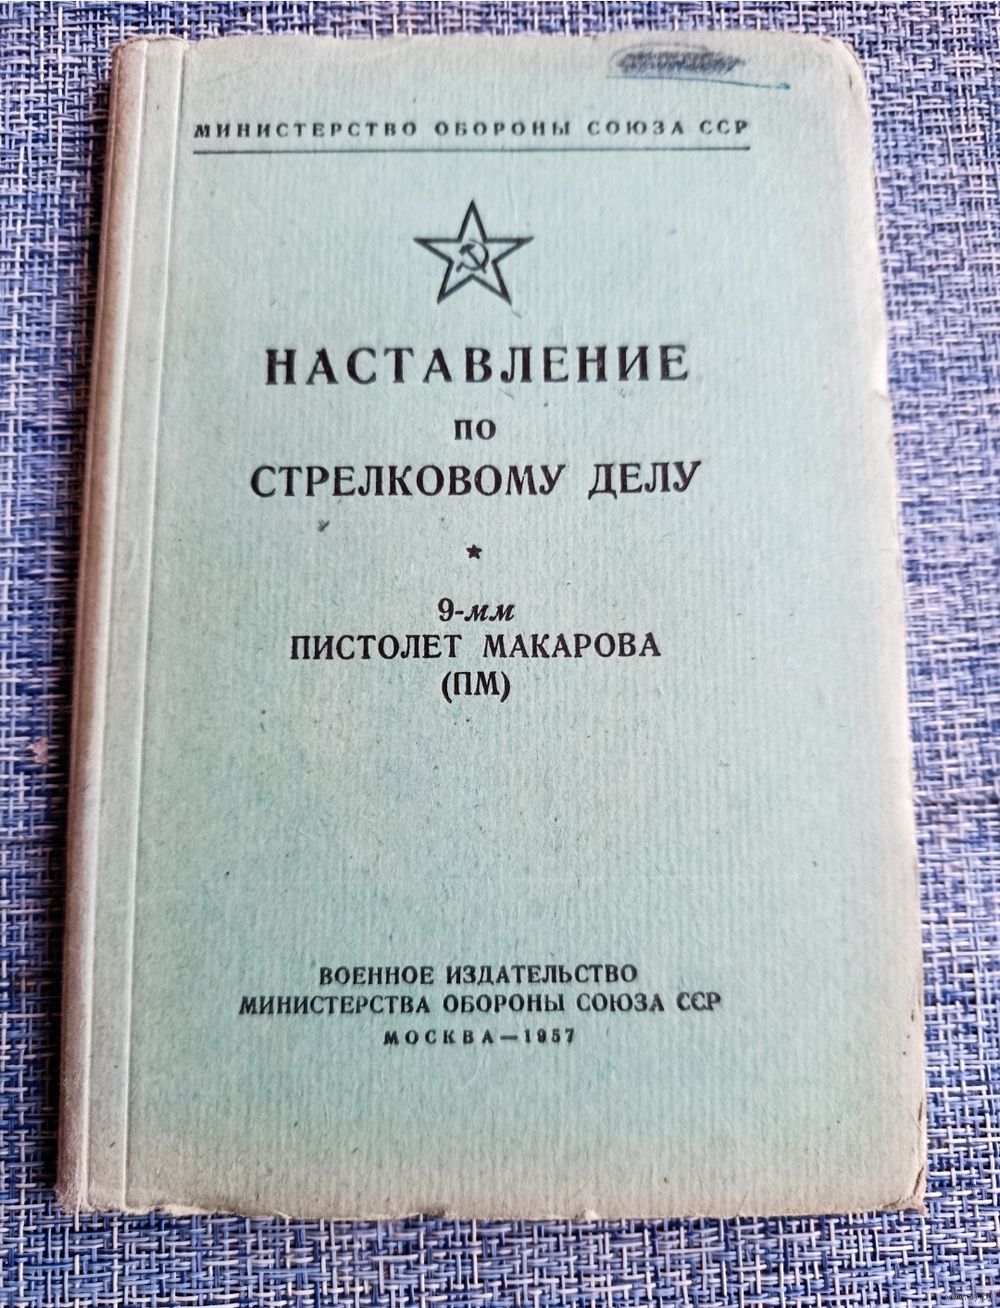 МИНИСТЕРСТВО ОБОРОНЫ СОЮЗА ССР
НАСТАВЛЕНИЕ
ПО
СТРЕЛКОВОМУ ДЕЛУ
9-мм
ПИСТОЛЕТ МАКАРОВА
(ПМ)
ВОЕННОЕ ИЗДАТЕЛЬСТВО
МИНИСТЕРСТВА ОБОРОНЫ СОЮЗА ССР
МОСКВА—1957